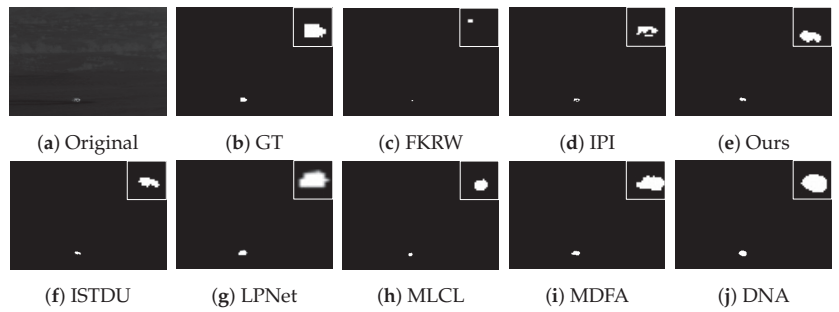 (a) Original (b) GT (c) FKRW (d) IPI (e) Ours
(f) ISTDU (g) LPNet (h) MLCL (i) MDFA (j) DNA